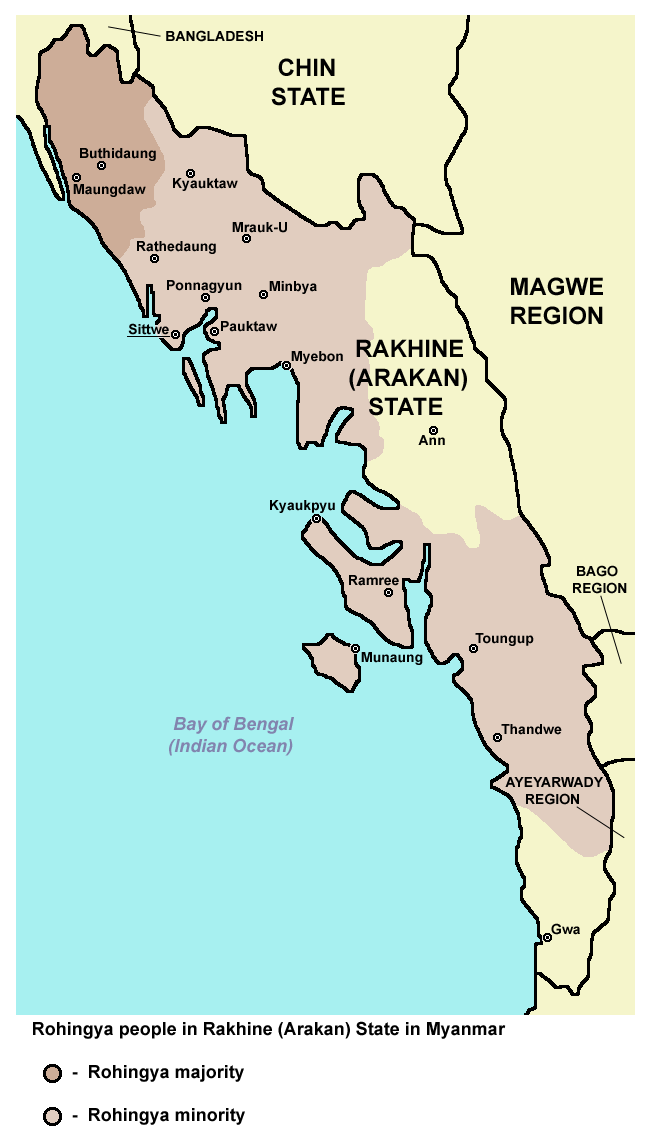 BANGLADESH
CHIN
STATE
Buthidaung
Maungdaw
Kyauktaw
Mrauk-U
Rathedaung
Ponnagyun
Minbya
MAGWE
REGION
Sittwe
Pauktaw
Myebon
RAKHINE
(ARAKAN)
STATE
Ann
Kyaukpyu
Ramree
BAGO
REGION
Toungup
Munaung
Bay of Bengal
(Indian Ocean)
Thandwe
AYEYARWADY
REGION
Gwa
Rohingya people in Rakhine (Arakan) State in Myanmar
- Rohingya majority
- Rohingya minority